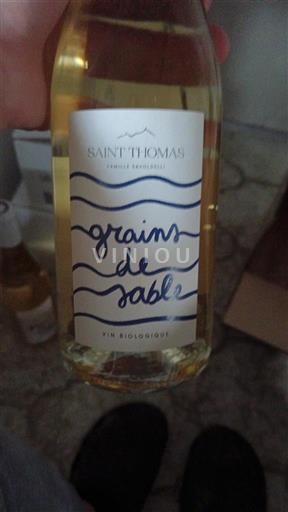 SAINT THOMAS
FAMILLE SAVOLDELLI
grains
VINIOU
de
sable
VIN BIOLOGIQUE